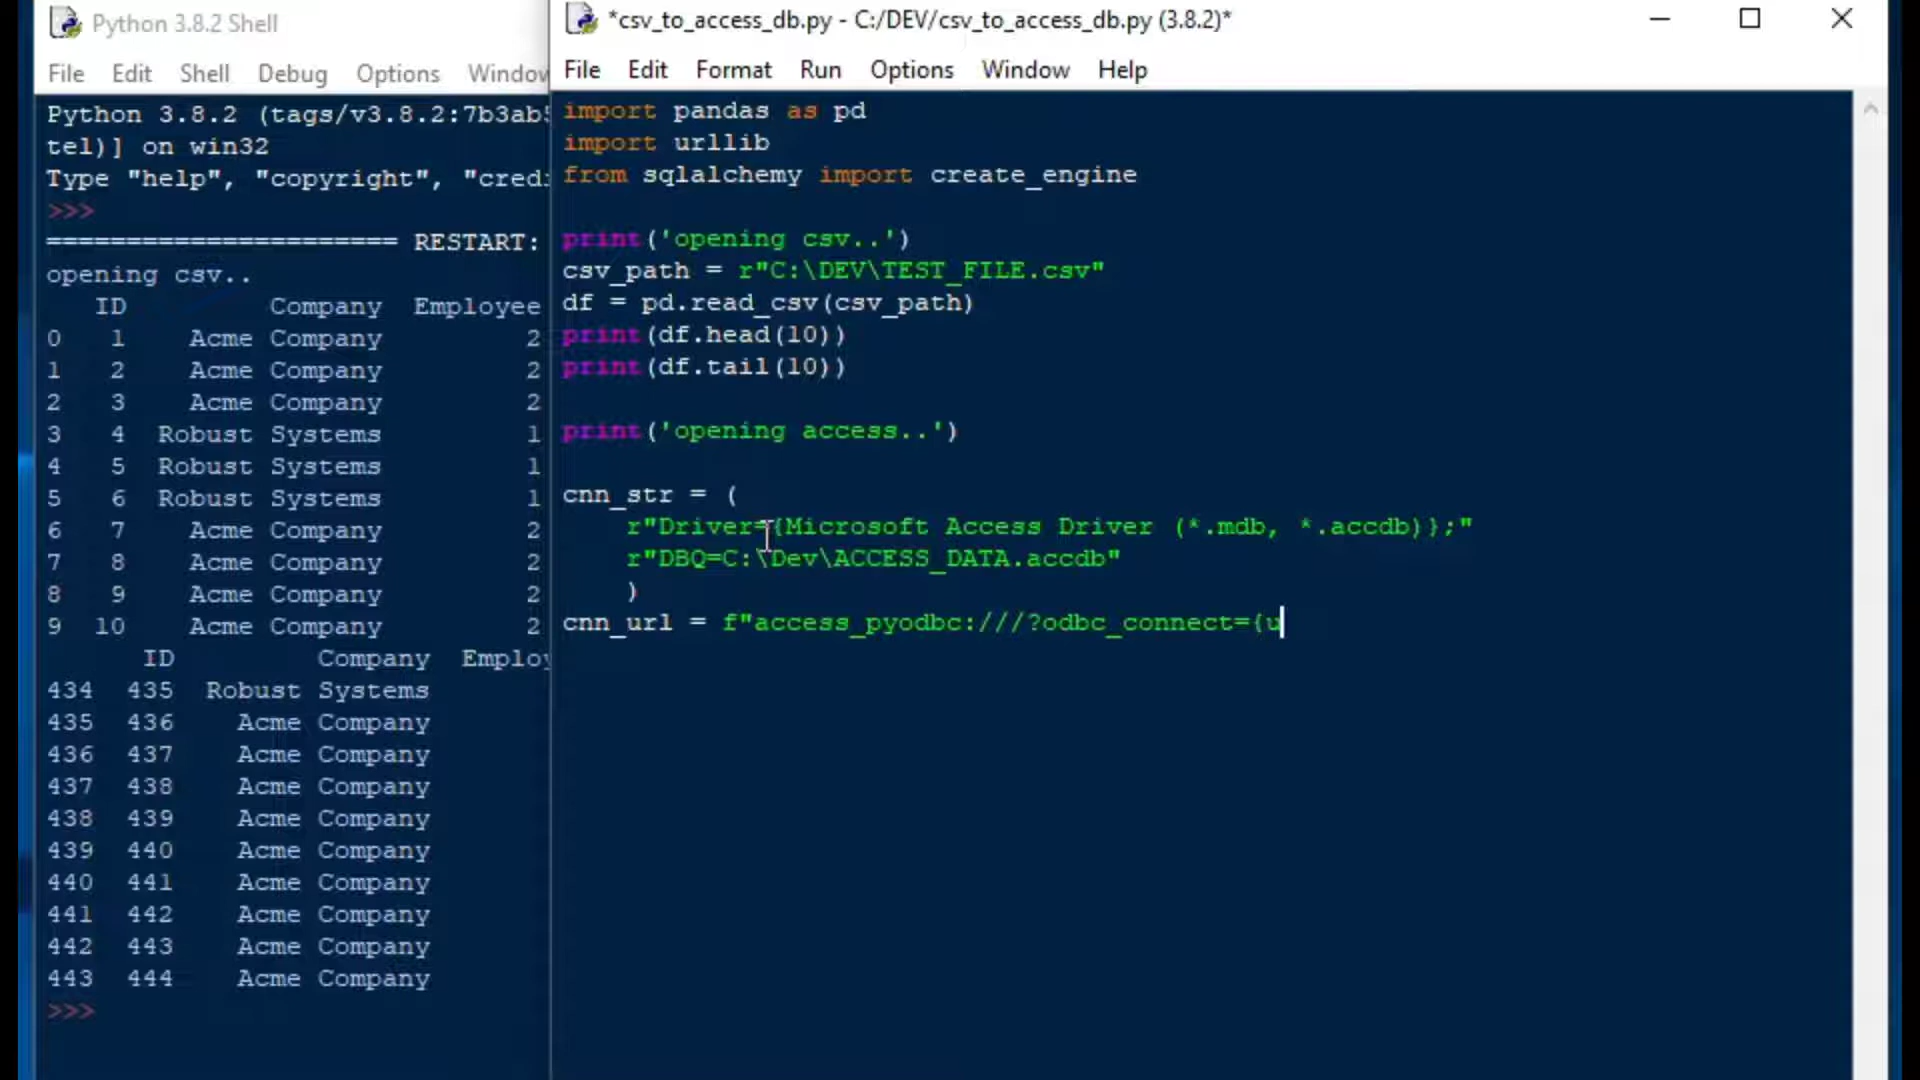 Python 3.8.2 Shell
File Edit Shell Debug Options Window
Python 3.8.2 (tags/v3.8.2:7b3ab5
tel)] on win32
Type "help", "copyright", "credi
>>>
====================== RESTART:
opening csv..
ID Company Employee
0 1 Acme Company 2
1 2 Acme Company 2
2 3 Acme Company 2
3 4 Robust Systems 1
4 5 Robust Systems 1
5 6 Robust Systems 1
6 7 Acme Company 2
7 8 Acme Company 2
8 9 Acme Company 2
9 10 Acme Company 2
ID Company Employ
434 435 Robust Systems
435 436 Acme Company
436 437 Acme Company
437 438 Acme Company
438 439 Acme Company
439 440 Acme Company
440 441 Acme Company
441 442 Acme Company
442 443 Acme Company
443 444 Acme Company
>>>
*csv_to_access_db.py - C:/DEV/csv_to_access_db.py (3.8.2)*
File Edit Format Run Options Window Help
import pandas as pd
import urllib
from sqlalchemy import create_engine
print('opening csv..')
csv_path = r"C:\DEV\TEST_FILE.csv"
df = pd.read_csv(csv_path)
print(df.head(10))
print(df.tail(10))
print('opening access..')
cnn_str = (
r"Driver={Microsoft Access Driver (*.mdb, *.accdb)};"
r"DBQ=C:\Dev\ACCESS_DATA.accdb"
)
cnn_url = f"access_pyodbc:///?odbc_connect={u